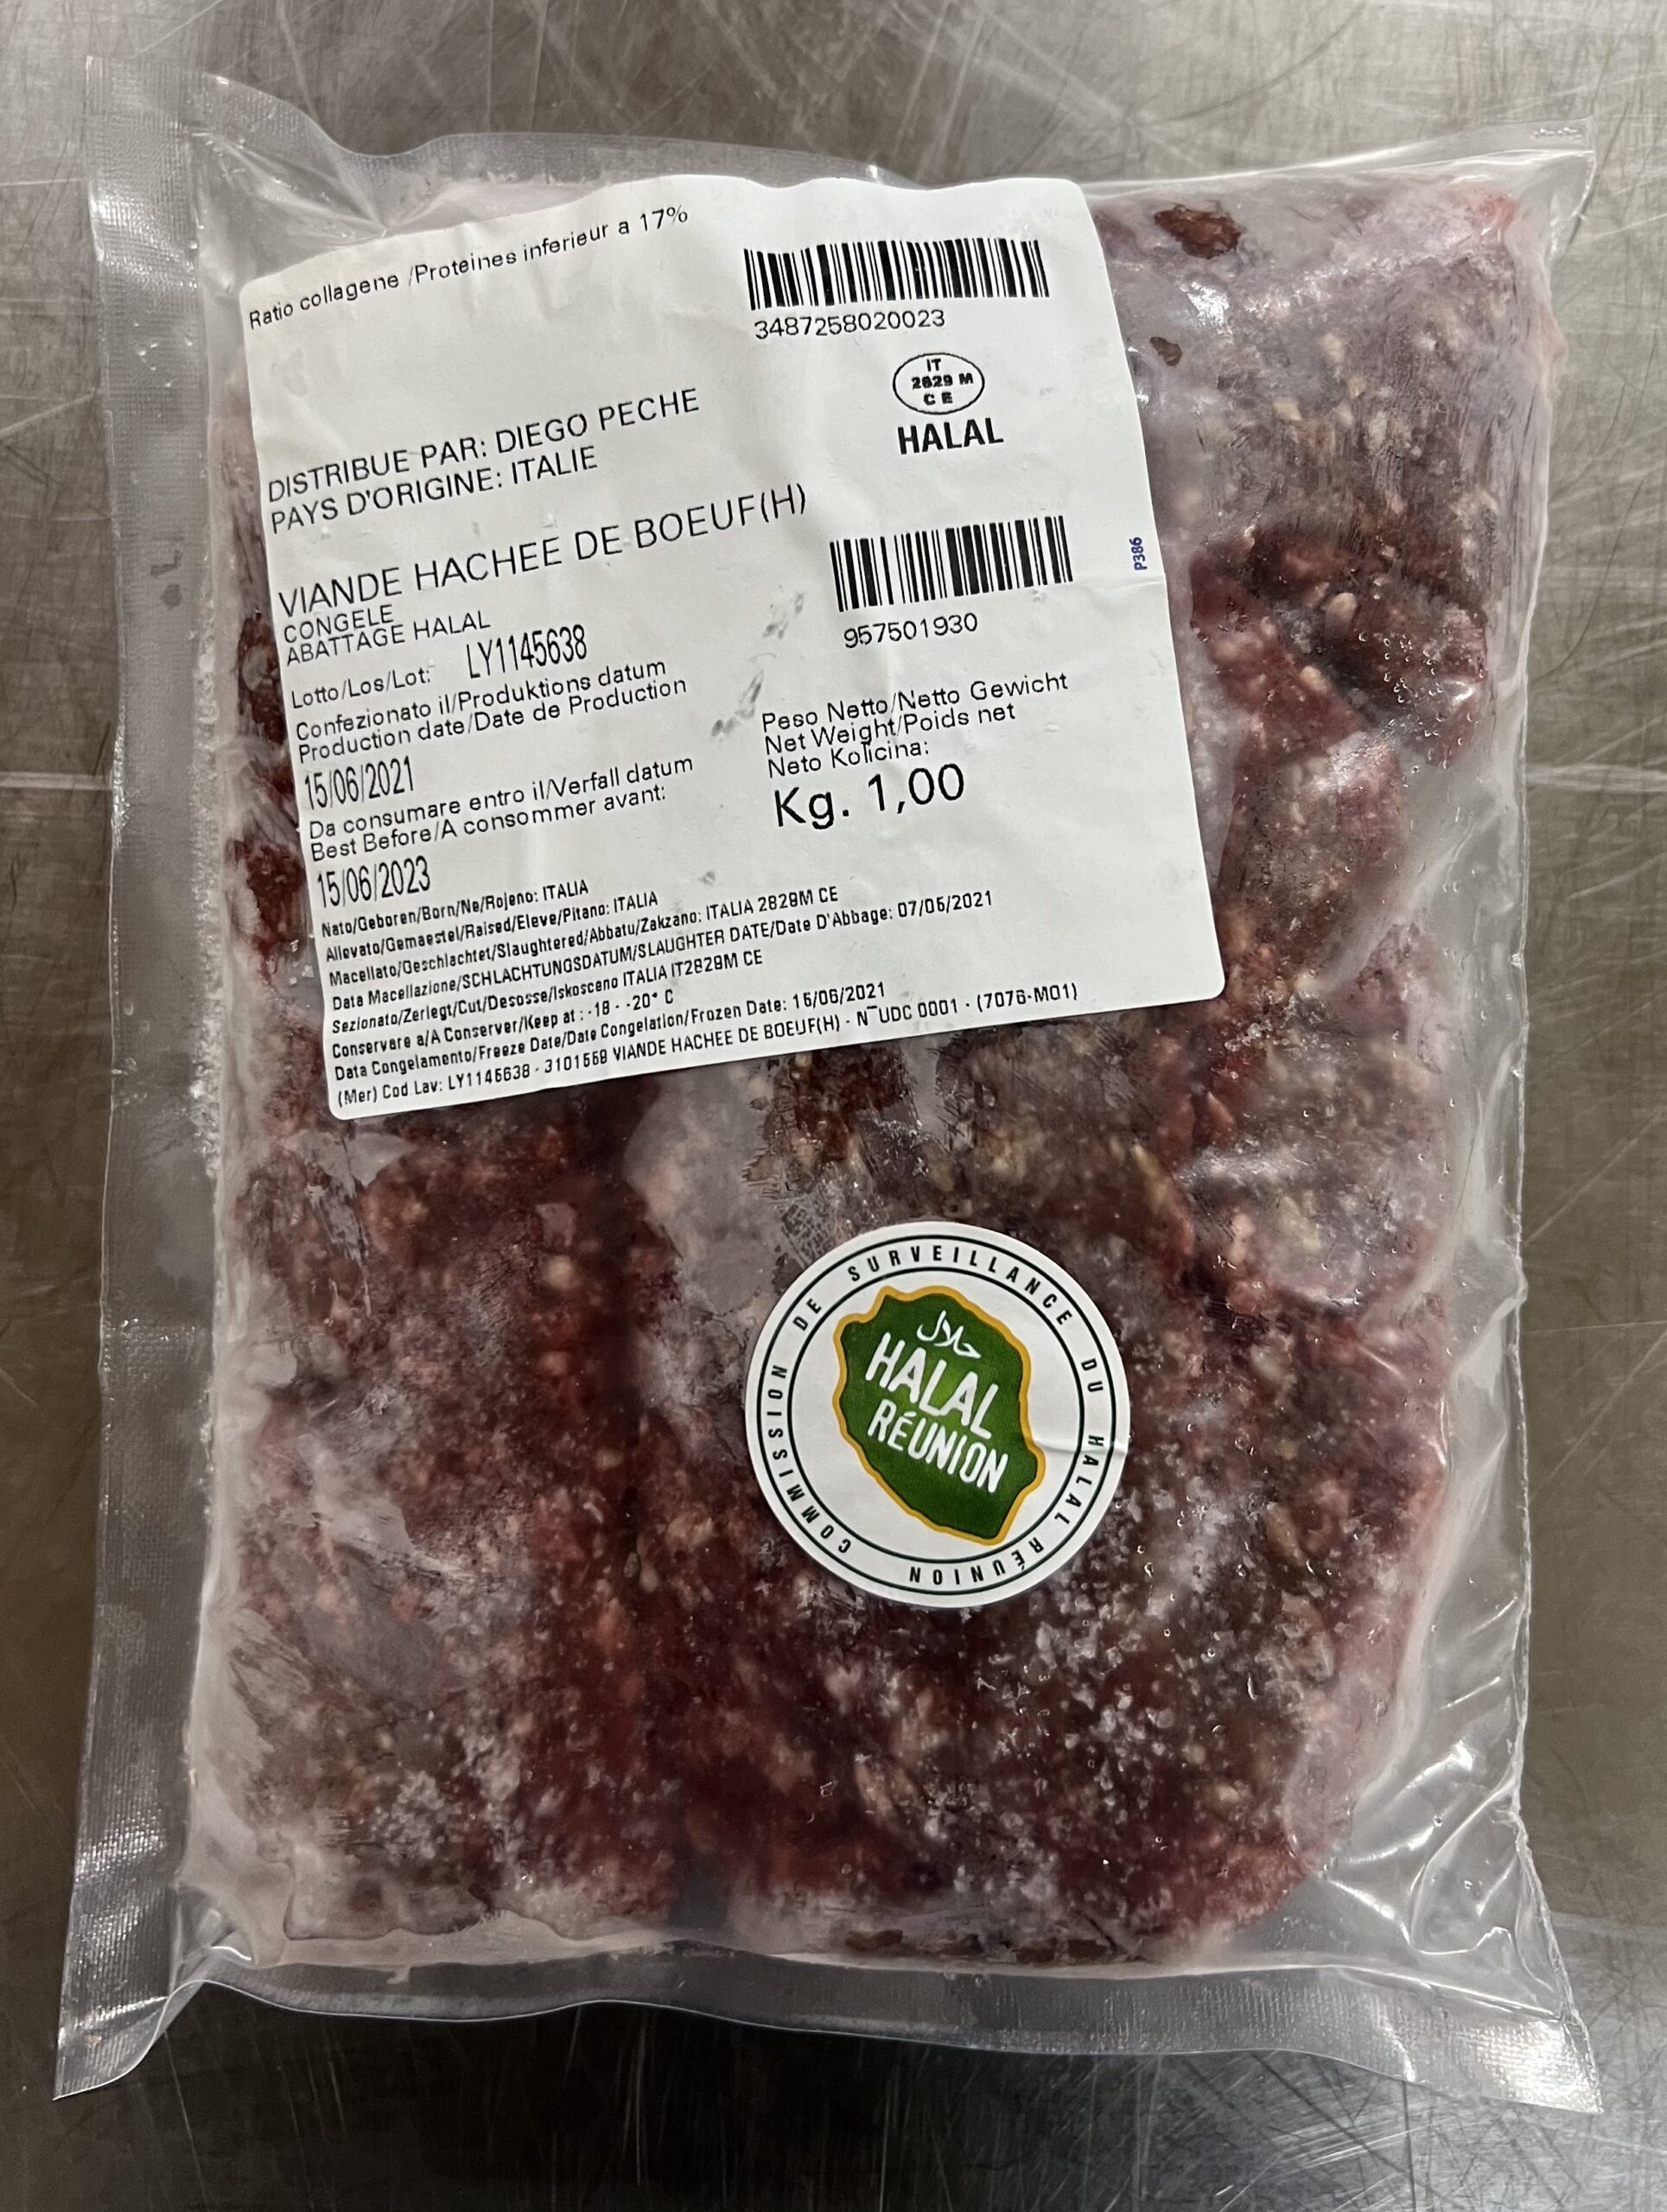 Ratio collagene /Proteines inferieur a 17%
3487258020023
IT
2829 M
CE
HALAL
DISTRIBUE PAR: DIEGO PECHE
PAYS D'ORIGINE: ITALIE
VIANDE HACHEE DE BOEUF(H)
CONGELE
ABATTAGE HALAL
957501930
P386
Lotto/Los/Lot: LY1145638
Confezionato il/Produktions datum
Production date/Date de Production
15/06/2021
Da consumare entro il/Verfall datum
Best Before/A consommer avant:
15/06/2023
Peso Netto/Netto Gewicht
Net Weight/Poids net
Neto Kolicina:
Kg. 1,00
Nato/Geboren/Born/Ne/Rojeno: ITALIA
Allevato/Gemaestel/Raised/Eleve/Pitano: ITALIA
Macellato/Geschlachtet/Slaughtered/Abbatu/Zakzano: ITALIA 2829M CE
Data Macellazione/SCHLACHTUNGSDATUM/SLAUGHTER DATE/Date D'Abbage: 07/06/2021
Sezionato/Zerlegt/Cut/Desosse/Iskosceno ITALIA IT2829M CE
Conservare a/A Conserver/Keep at : -18 - -20° C
Data Congelamento/Freeze Date/Date Congelation/Frozen Date: 15/06/2021
(Mer) Cod Lav: LY1145638 - 3101558 VIANDE HACHEE DE BOEUF(H) - N¯UDC 0001 - (7076-M01)
COMMISSION DE SURVEILLANCE DU HALAL RÉUNION
حلال
HALAL
RÉUNION